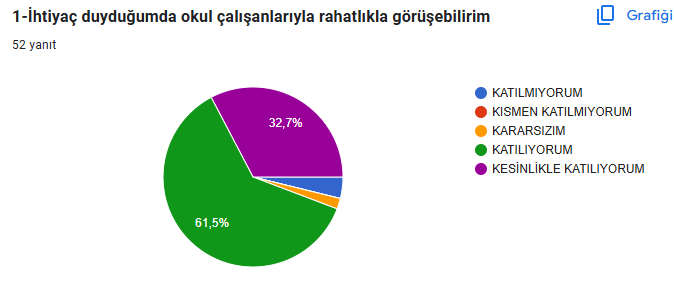 1-İhtiyaç duyduğumda okul çalışanlarıyla rahatlıkla görüşebilirim
Grafiği
52 yanıt
KATILMIYORUM
KISMEN KATILMIYORUM
KARARSIZIM
KATILIYORUM
KESİNLİKLE KATILIYORUM
32,7%
61,5%